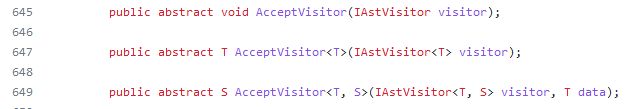 645 public abstract void AcceptVisitor(IAstVisitor visitor);
646
647 public abstract T AcceptVisitor<T>(IAstVisitor<T> visitor);
648
649 public abstract S AcceptVisitor<T, S>(IAstVisitor<T, S> visitor, T data);